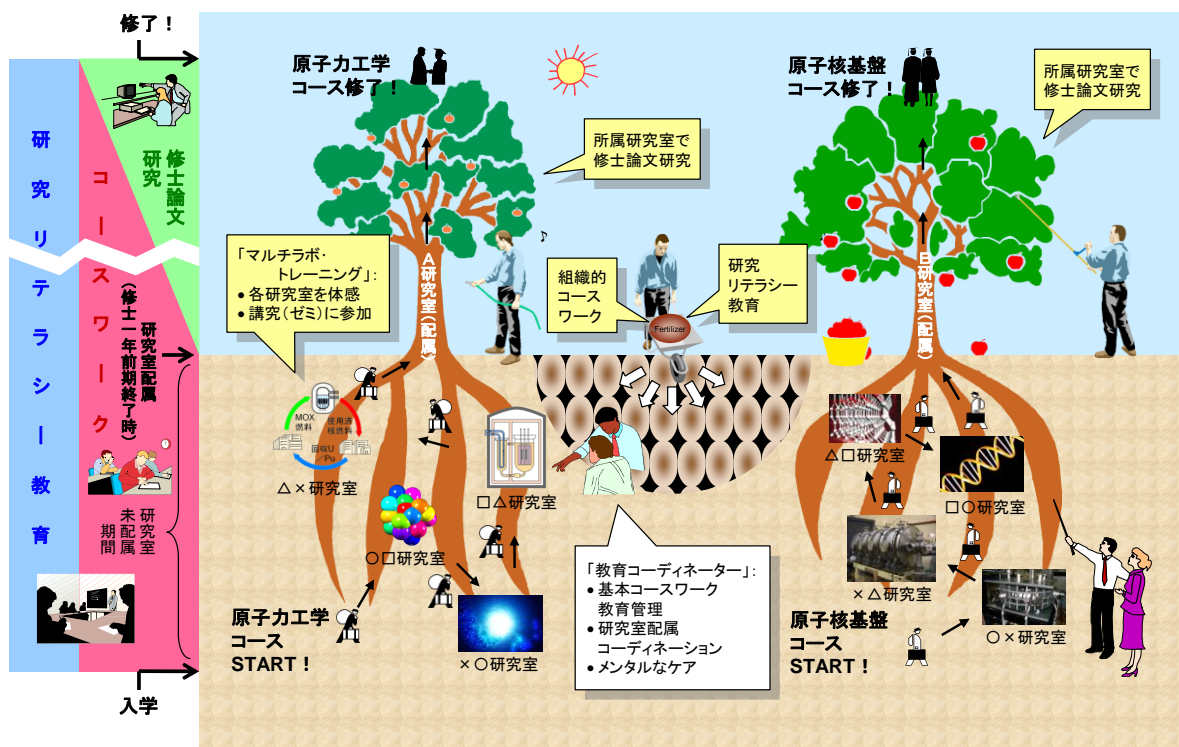 修了！
研究リテラシー教育
コースワーク
修士論文
研究
研究室配属
（修士一年前期終了時）
研究室
未配属
期間
入学
原子力工学
コース修了！
原子核基盤
コース修了！
所属研究室で
修士論文研究
所属研究室で
修士論文研究
「マルチラボ・
トレーニング」：
● 各研究室を体感
● 講究（ゼミ）に参加
♪
A研究室（配属）
組織的
コース
ワーク
研究
リテラシー
教育
Fertilizer
B研究室（配属）
MOX
燃料
使用済
核燃料
回収U
／Pu
△×研究室
□△研究室
○□研究室
×○研究室
原子力工学
コース
START！
「教育コーディネーター」：
● 基本コースワーク
教育管理
● 研究室配属
コーディネーション
● メンタルなケア
△□研究室
□○研究室
×△研究室
○×研究室
原子核基盤
コース
START！